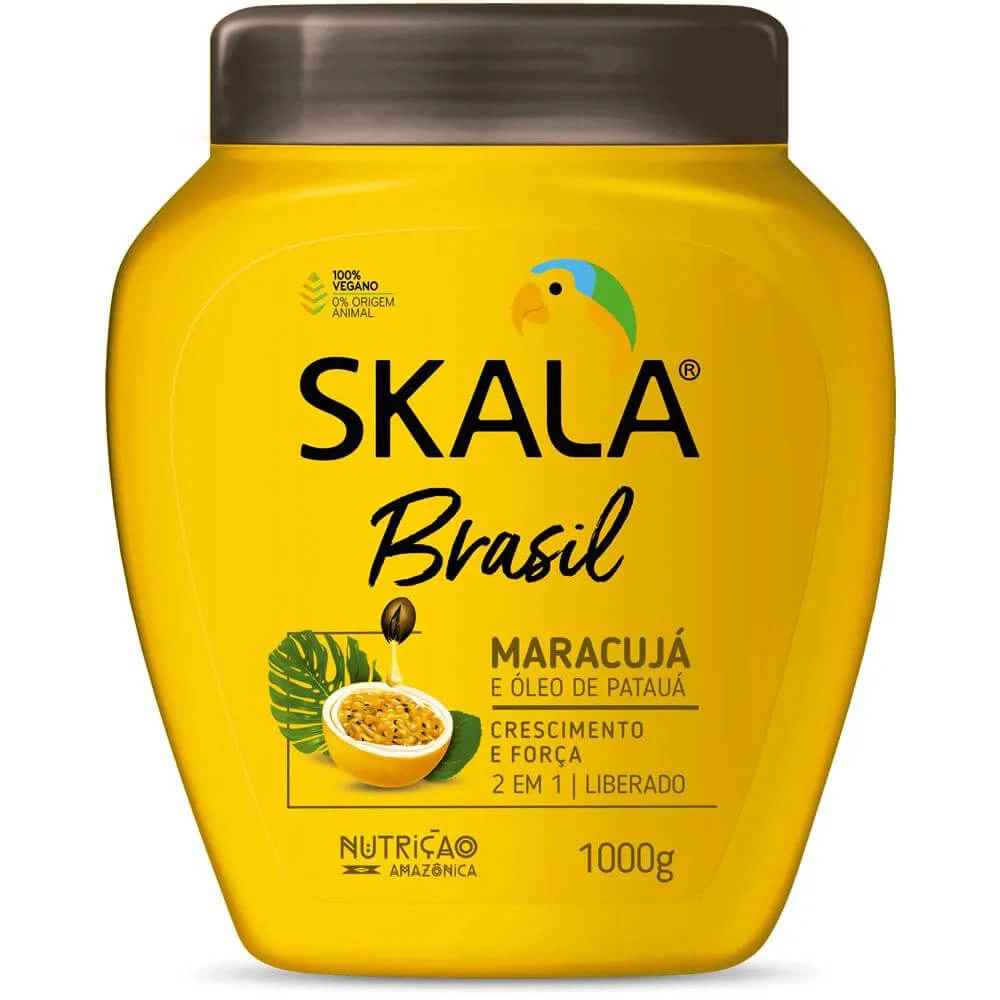 100%
VEGANO
0% ORIGEM
ANIMAL
SKALA®
Brasil
MARACUJÁ
E ÓLEO DE PATAUÁ
CRESCIMENTO
E FORÇA
2 EM 1 | LIBERADO
NUTRIÇÃO
AMAZÔNICA
1000g